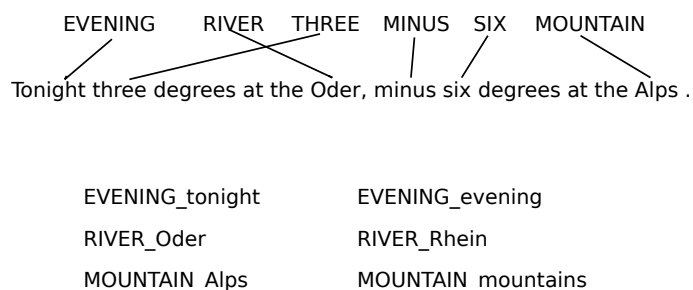 EVENING RIVER THREE MINUS SIX MOUNTAIN
Tonight three degrees at the Oder, minus six degrees at the Alps .
EVENING_tonight EVENING_evening
RIVER_Oder RIVER_Rhein
MOUNTAIN_Alps MOUNTAIN_mountains